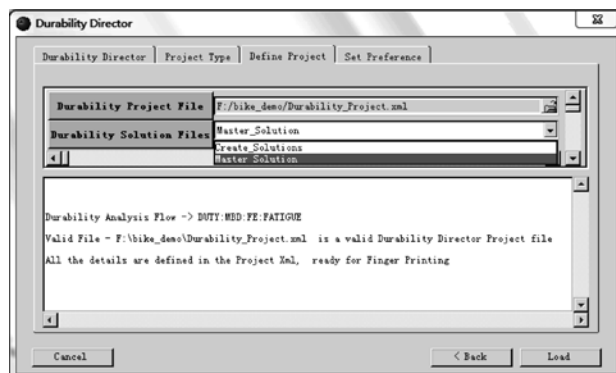 Durability Director
Durability Director Project Type Define Project Set Preference
Durability Project File F:/bike_demo/Durability_Project.xml
Durability Solution Files Master_Solution
Create_Solutions
Master Solution
Durability Analysis Flow -> DUTY:MBD:FE:FATIGUE
Valid File - F:\bike_demo\Durability_Project.xml is a valid Durability Director Project file
All the details are defined in the Project Xml, ready for Finger Printing
Cancel < Back Load